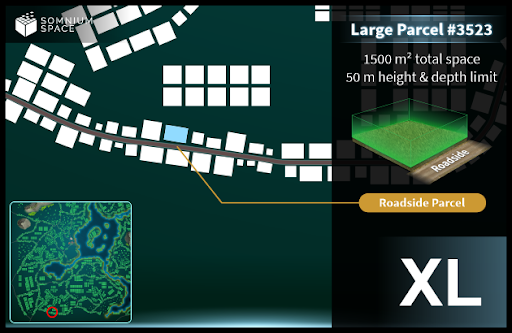 SOMNIUM
SPACE
Large Parcel #3523
1500 m² total space
50 m height & depth limit
Roadside
Roadside Parcel
XL